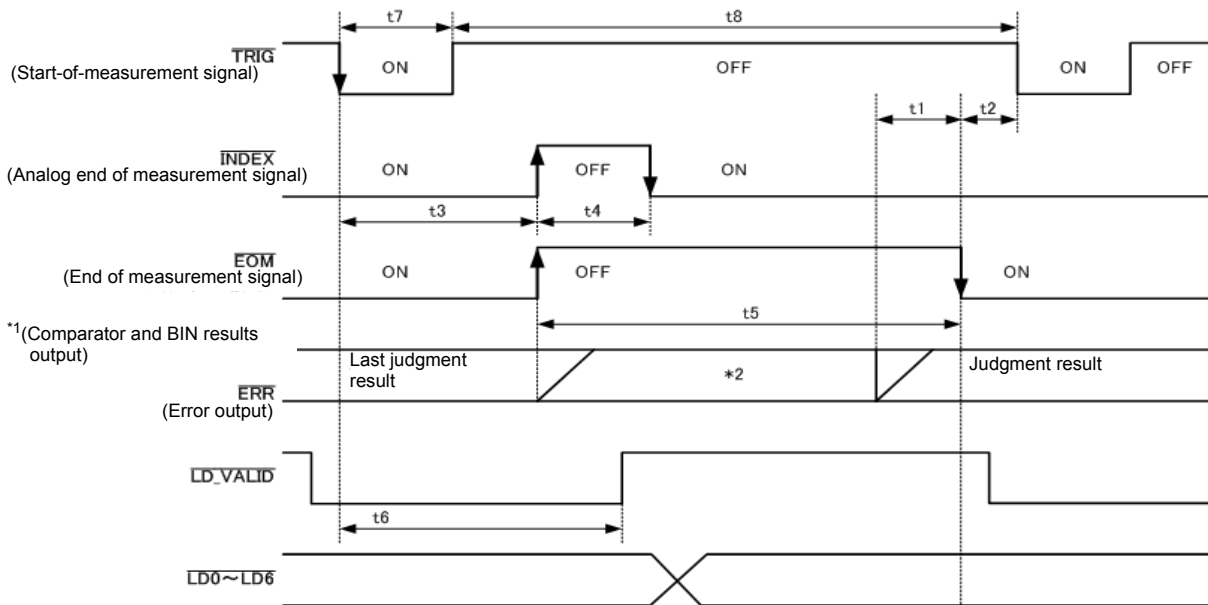 t7
t8
TRIG
(Start-of-measurement signal)
ON
OFF
ON
OFF
t1
t2
INDEX
(Analog end of measurement signal)
ON
OFF
ON
t3
t4
EOM
(End of measurement signal)
ON
OFF
ON
t5
*1(Comparator and BIN results
output)
Last judgment
result
*2
Judgment result
ERR
(Error output)
LD_VALID
t6
LD0~LD6